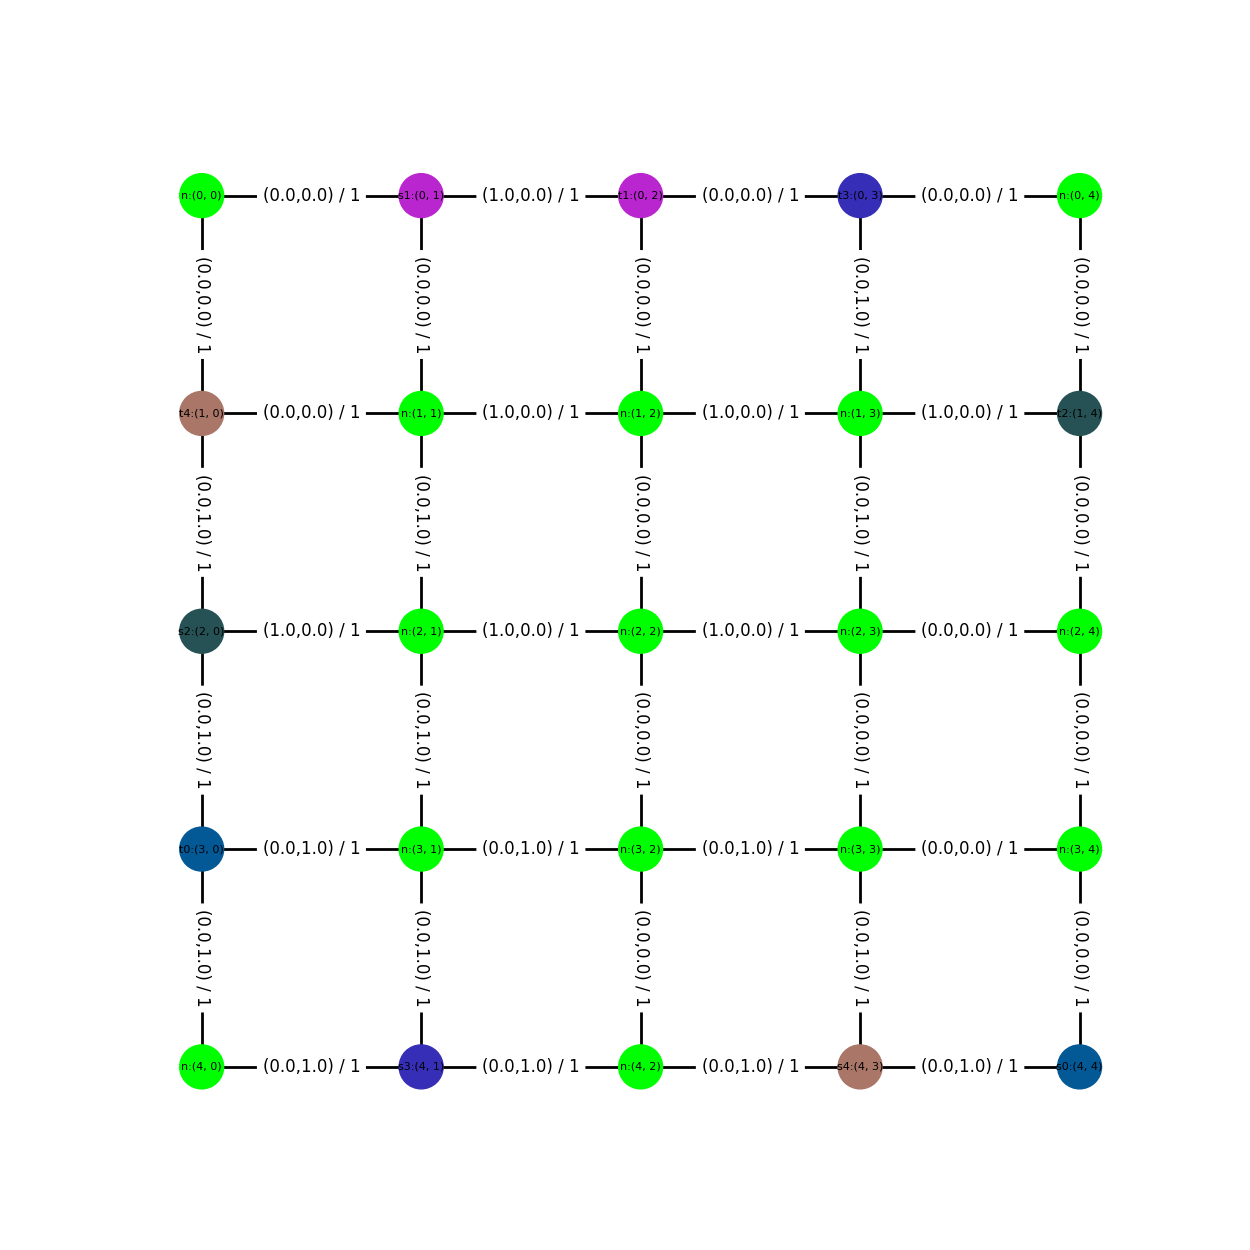 n:(0, 0) (0.0,0.0) / 1 s1:(0, 1) (1.0,0.0) / 1 t1:(0, 2) (0.0,0.0) / 1 t3:(0, 3) (0.0,0.0) / 1 n:(0, 4)
(0.0,0.0) / 1 (0.0,0.0) / 1 (0.0,0.0) / 1 (0.0,1.0) / 1 (0.0,0.0) / 1
t4:(1, 0) (0.0,0.0) / 1 n:(1, 1) (1.0,0.0) / 1 n:(1, 2) (1.0,0.0) / 1 n:(1, 3) (1.0,0.0) / 1 t2:(1, 4)
(0.0,1.0) / 1 (0.0,1.0) / 1 (0.0,0.0) / 1 (0.0,1.0) / 1 (0.0,0.0) / 1
s2:(2, 0) (1.0,0.0) / 1 n:(2, 1) (1.0,0.0) / 1 n:(2, 2) (1.0,0.0) / 1 n:(2, 3) (0.0,0.0) / 1 n:(2, 4)
(0.0,1.0) / 1 (0.0,1.0) / 1 (0.0,0.0) / 1 (0.0,0.0) / 1 (0.0,0.0) / 1
t0:(3, 0) (0.0,1.0) / 1 n:(3, 1) (0.0,1.0) / 1 n:(3, 2) (0.0,1.0) / 1 n:(3, 3) (0.0,0.0) / 1 n:(3, 4)
(0.0,1.0) / 1 (0.0,1.0) / 1 (0.0,0.0) / 1 (0.0,1.0) / 1 (0.0,0.0) / 1
n:(4, 0) (0.0,1.0) / 1 s3:(4, 1) (0.0,1.0) / 1 n:(4, 2) (0.0,1.0) / 1 s4:(4, 3) (0.0,1.0) / 1 s0:(4, 4)